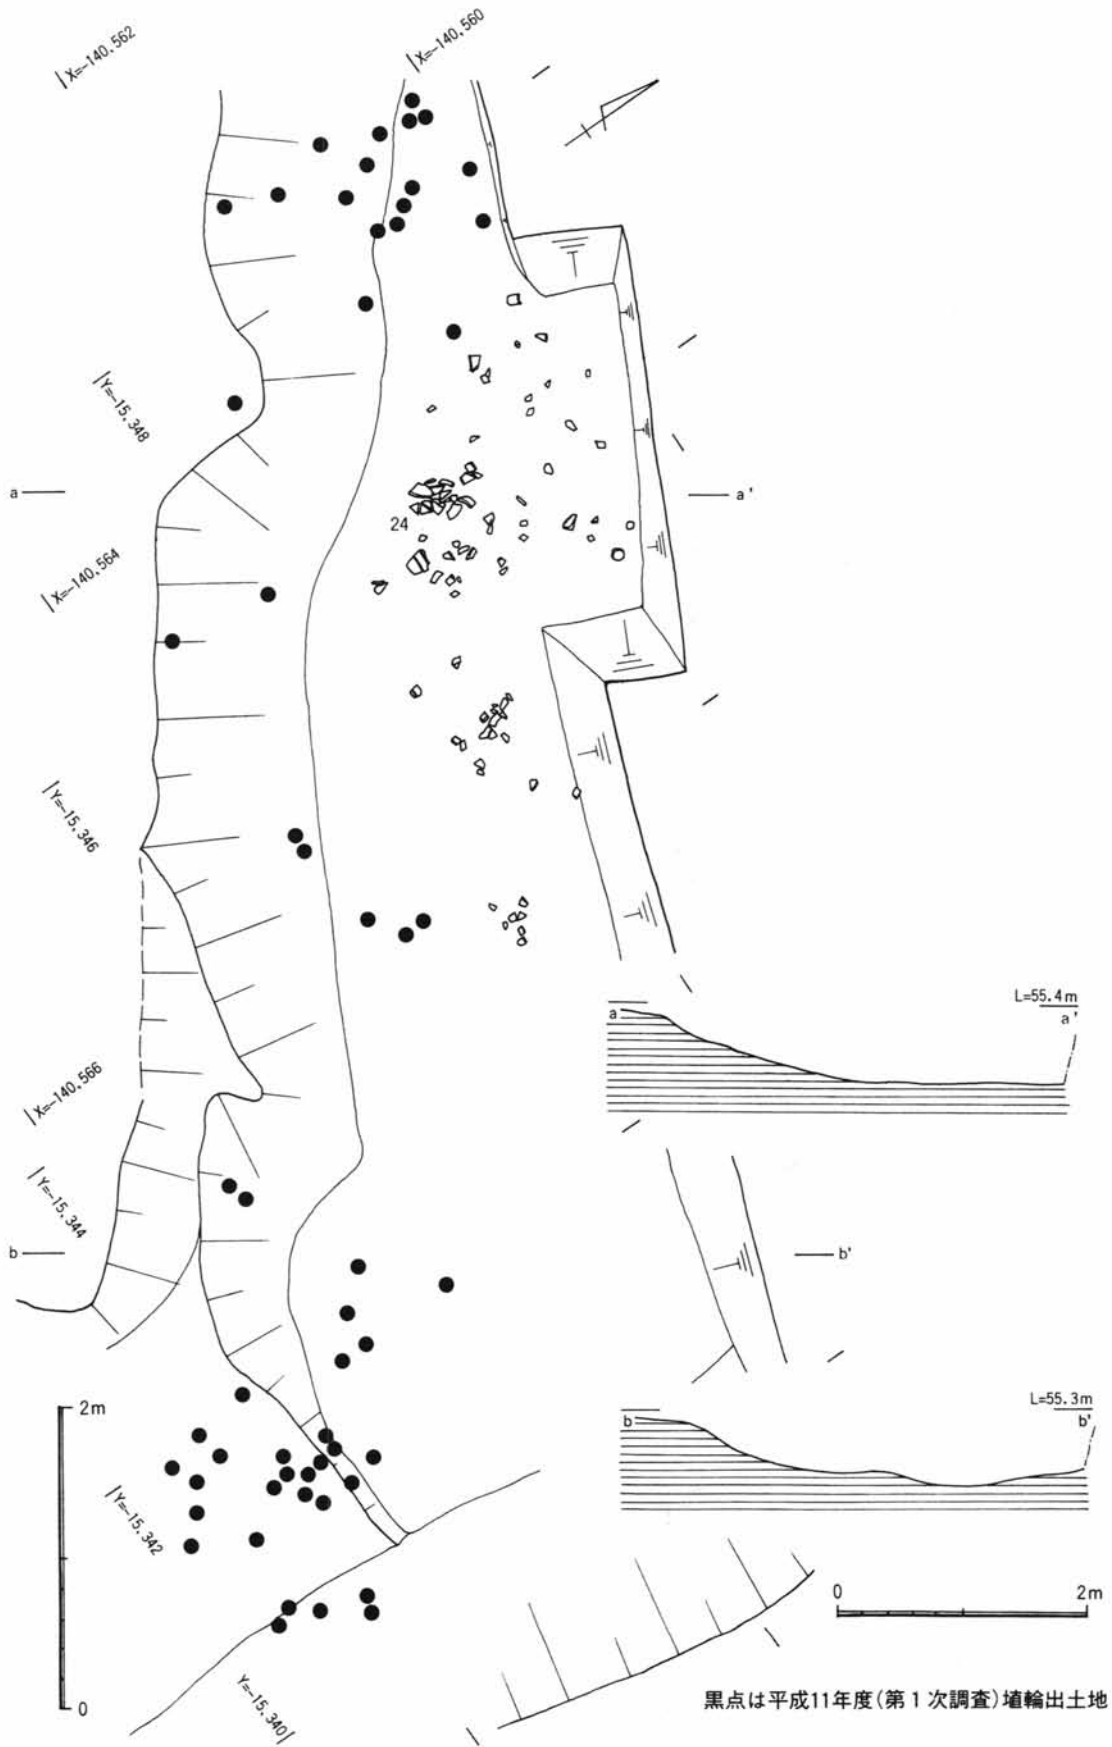 X=-140.562
X=-140.560
Y=-15.348
a
a'
24
X=-140.564
Y=-15.346
L=55.4m
a
a'
X=-140.566
Y=-15.344
b
b'
2m
L=55.3m
b
b'
Y=-15.342
0
2m
Y=-15.340
0
黒点は平成11年度(第1次調査)埴輪出土地